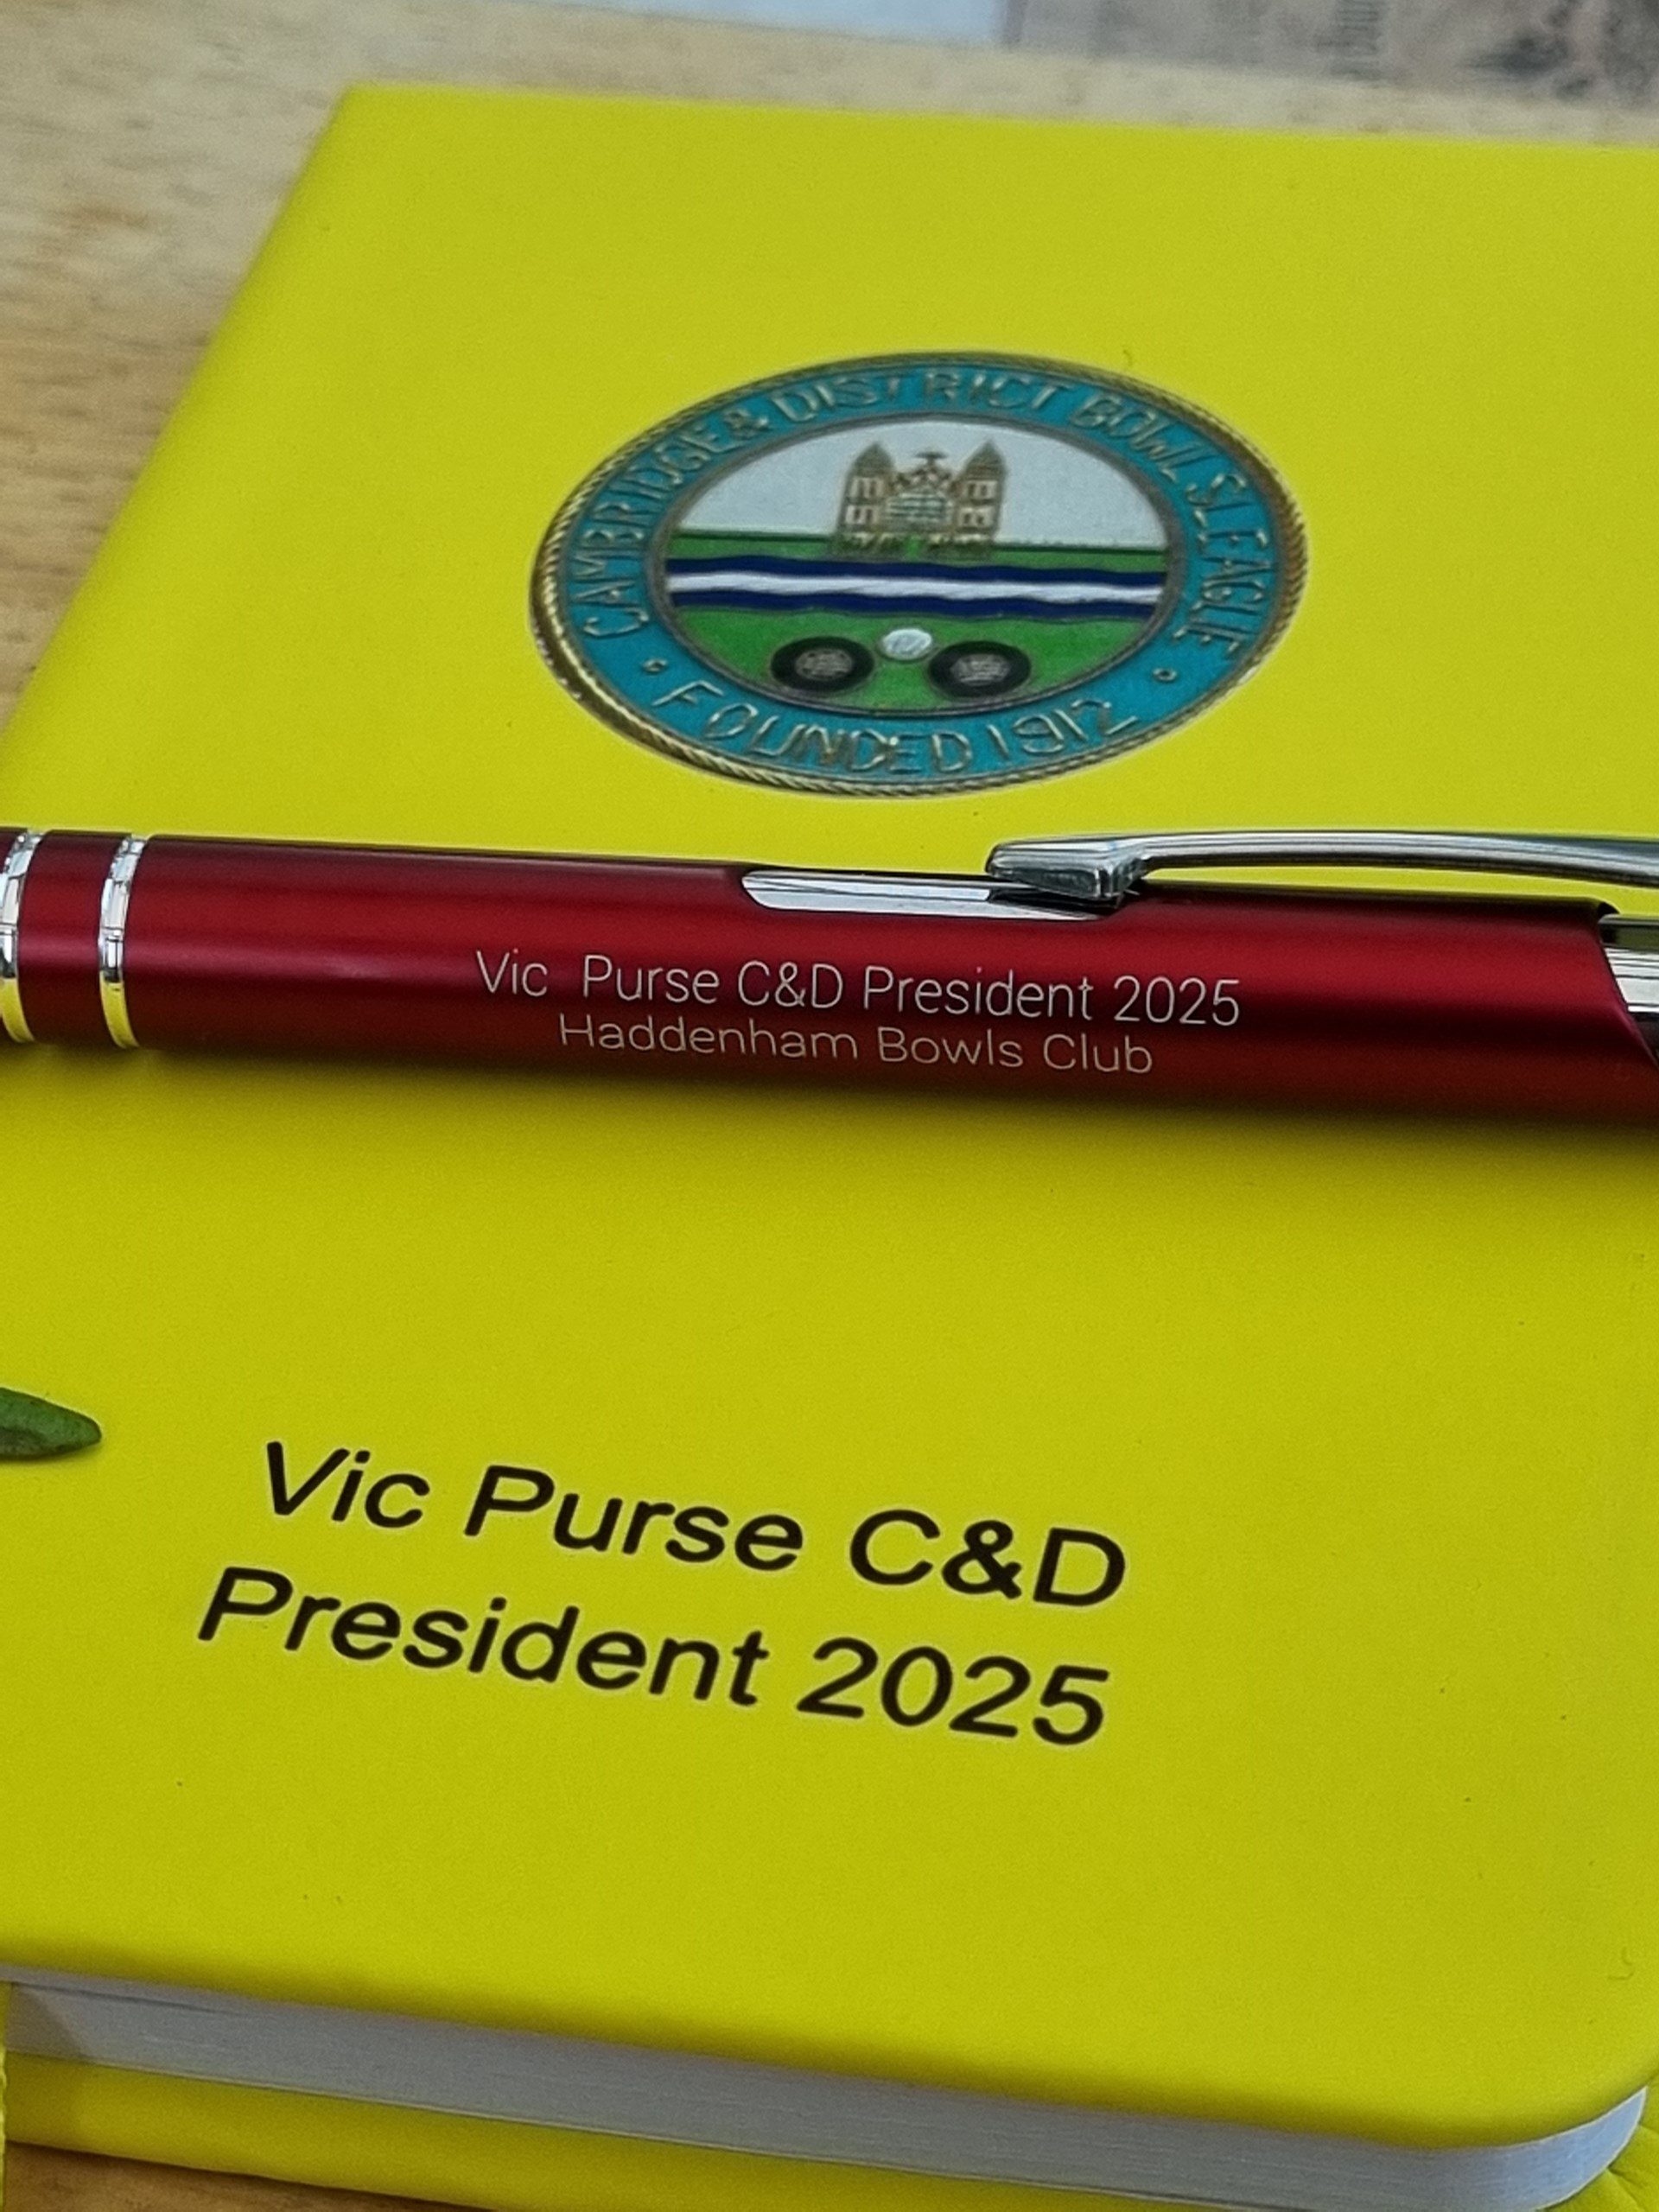 CAMBRIDGE & DISTRICT BOWLS LEAGUE
FOUNDED 1912
Vic Purse C&D President 2025
Haddenham Bowls Club
Vic Purse C&D
President 2025